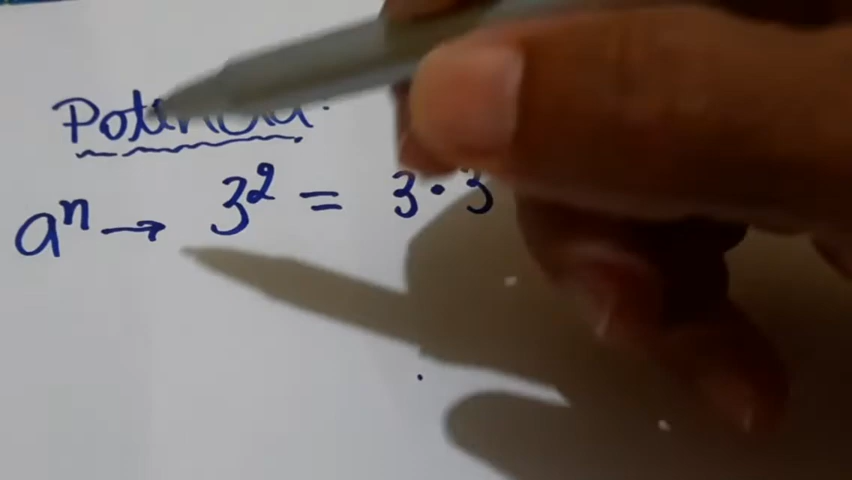 aⁿ → 3² = 3 · 3